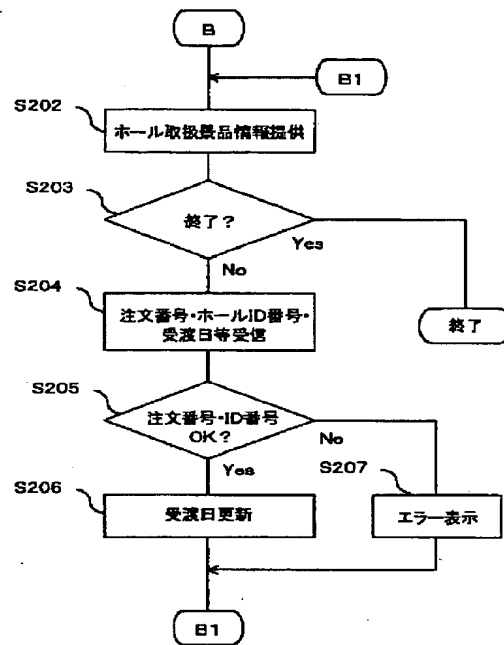 B
B1
S202
ホール取扱景品情報提供
S203
終了?
Yes
No
S204
注文番号・ホールID番号・
受渡日等受信
終了
S205
注文番号・ID番号
OK?
No
Yes
S207
S206
受渡日更新
エラー表示
B1